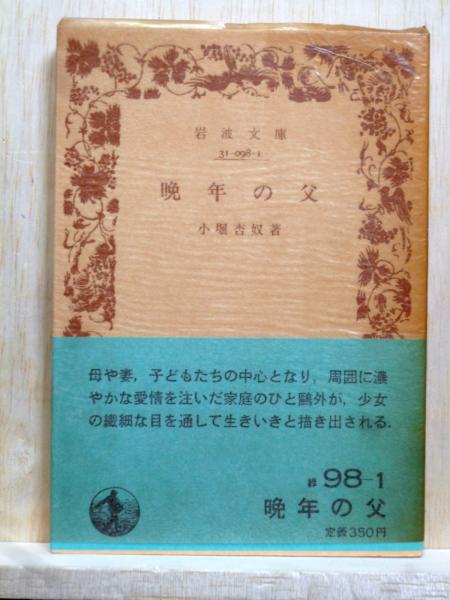 岩波文庫
31-098-1
晩年の父
小堀杏奴著
母や妻，子どもたちの中心となり，周囲に濃
やかな愛情を注いだ家庭のひと鷗外が，少女
の繊細な目を通して生きいきと描き出される．
緑98-1
晩年の父
定価350円